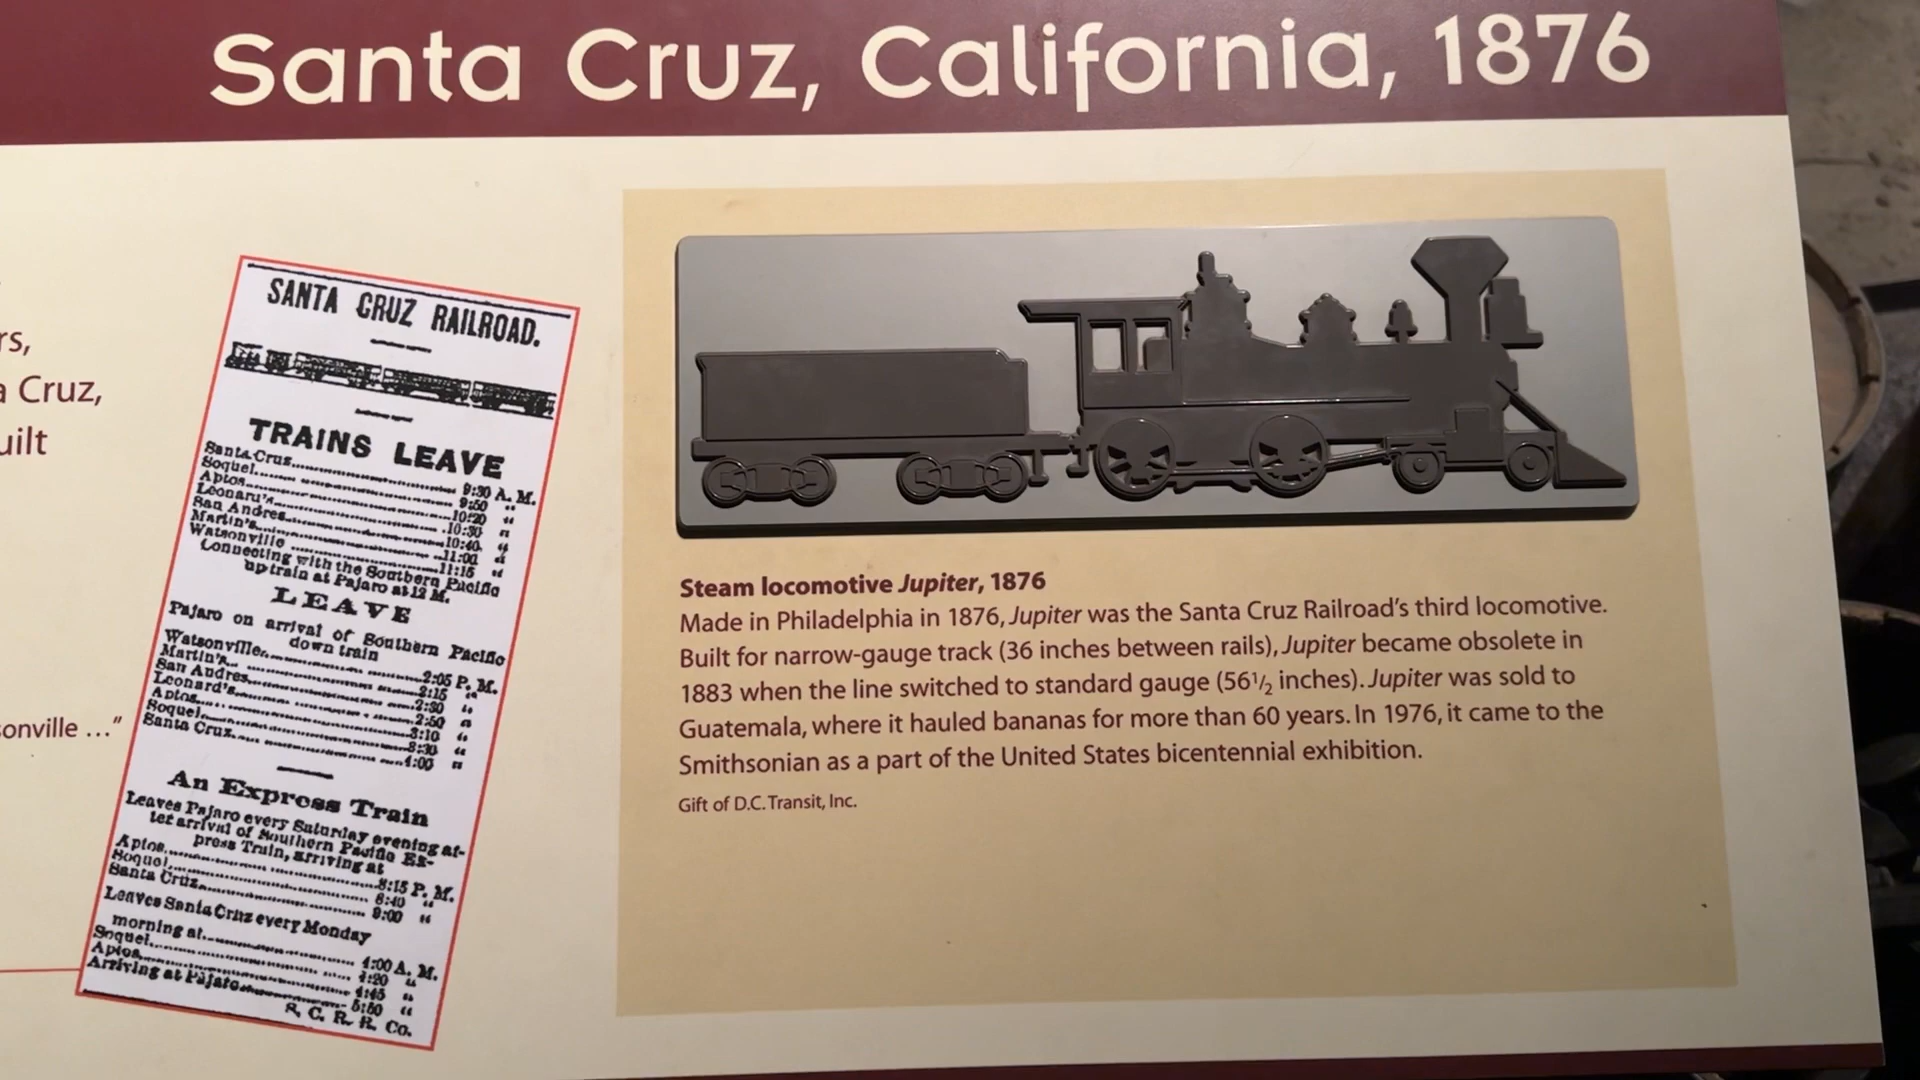 Santa Cruz, California, 1876
rs,
a Cruz,
uilt
onville ..."
SANTA CRUZ RAILROAD.
TRAINS LEAVE
Santa Cruz 9:30 A. M.
Soquel 9:50 "
Aptos 10:20 "
Leonard's 10:30 "
San Andres 10:40 "
Martin's 11:00 "
Watsonville 11:15 "
Connecting with the Southern Pacific
up train at Pajaro at 12 M.
LEAVE
Pajaro on arrival of Southern Pacific
down train 2:05 P. M.
Watsonville 2:15 "
Martin's 2:30 "
San Andres 2:50 "
Leonard's
Aptos 3:10 "
Soquel 3:30 "
Santa Cruz 4:00 "
An Express Train
Leaves Pajaro every Saturday evening af-
ter arrival of Southern Pacific Ex-
press Train, arriving at
Aptos 8:15 P. M.
Soquel 8:40 "
Santa Cruz 9:00 "
Leaves Santa Cruz every Monday
morning at 4:00 A. M.
Soquel 4:20 "
Aptos 4:45 "
Arriving at Pajaro 5:50 "
S. C. R. R. Co.
Steam locomotive Jupiter, 1876
Made in Philadelphia in 1876, Jupiter was the Santa Cruz Railroad's third locomotive.
Built for narrow-gauge track (36 inches between rails), Jupiter became obsolete in
1883 when the line switched to standard gauge (56½ inches). Jupiter was sold to
Guatemala, where it hauled bananas for more than 60 years. In 1976, it came to the
Smithsonian as a part of the United States bicentennial exhibition.
Gift of D.C. Transit, Inc.